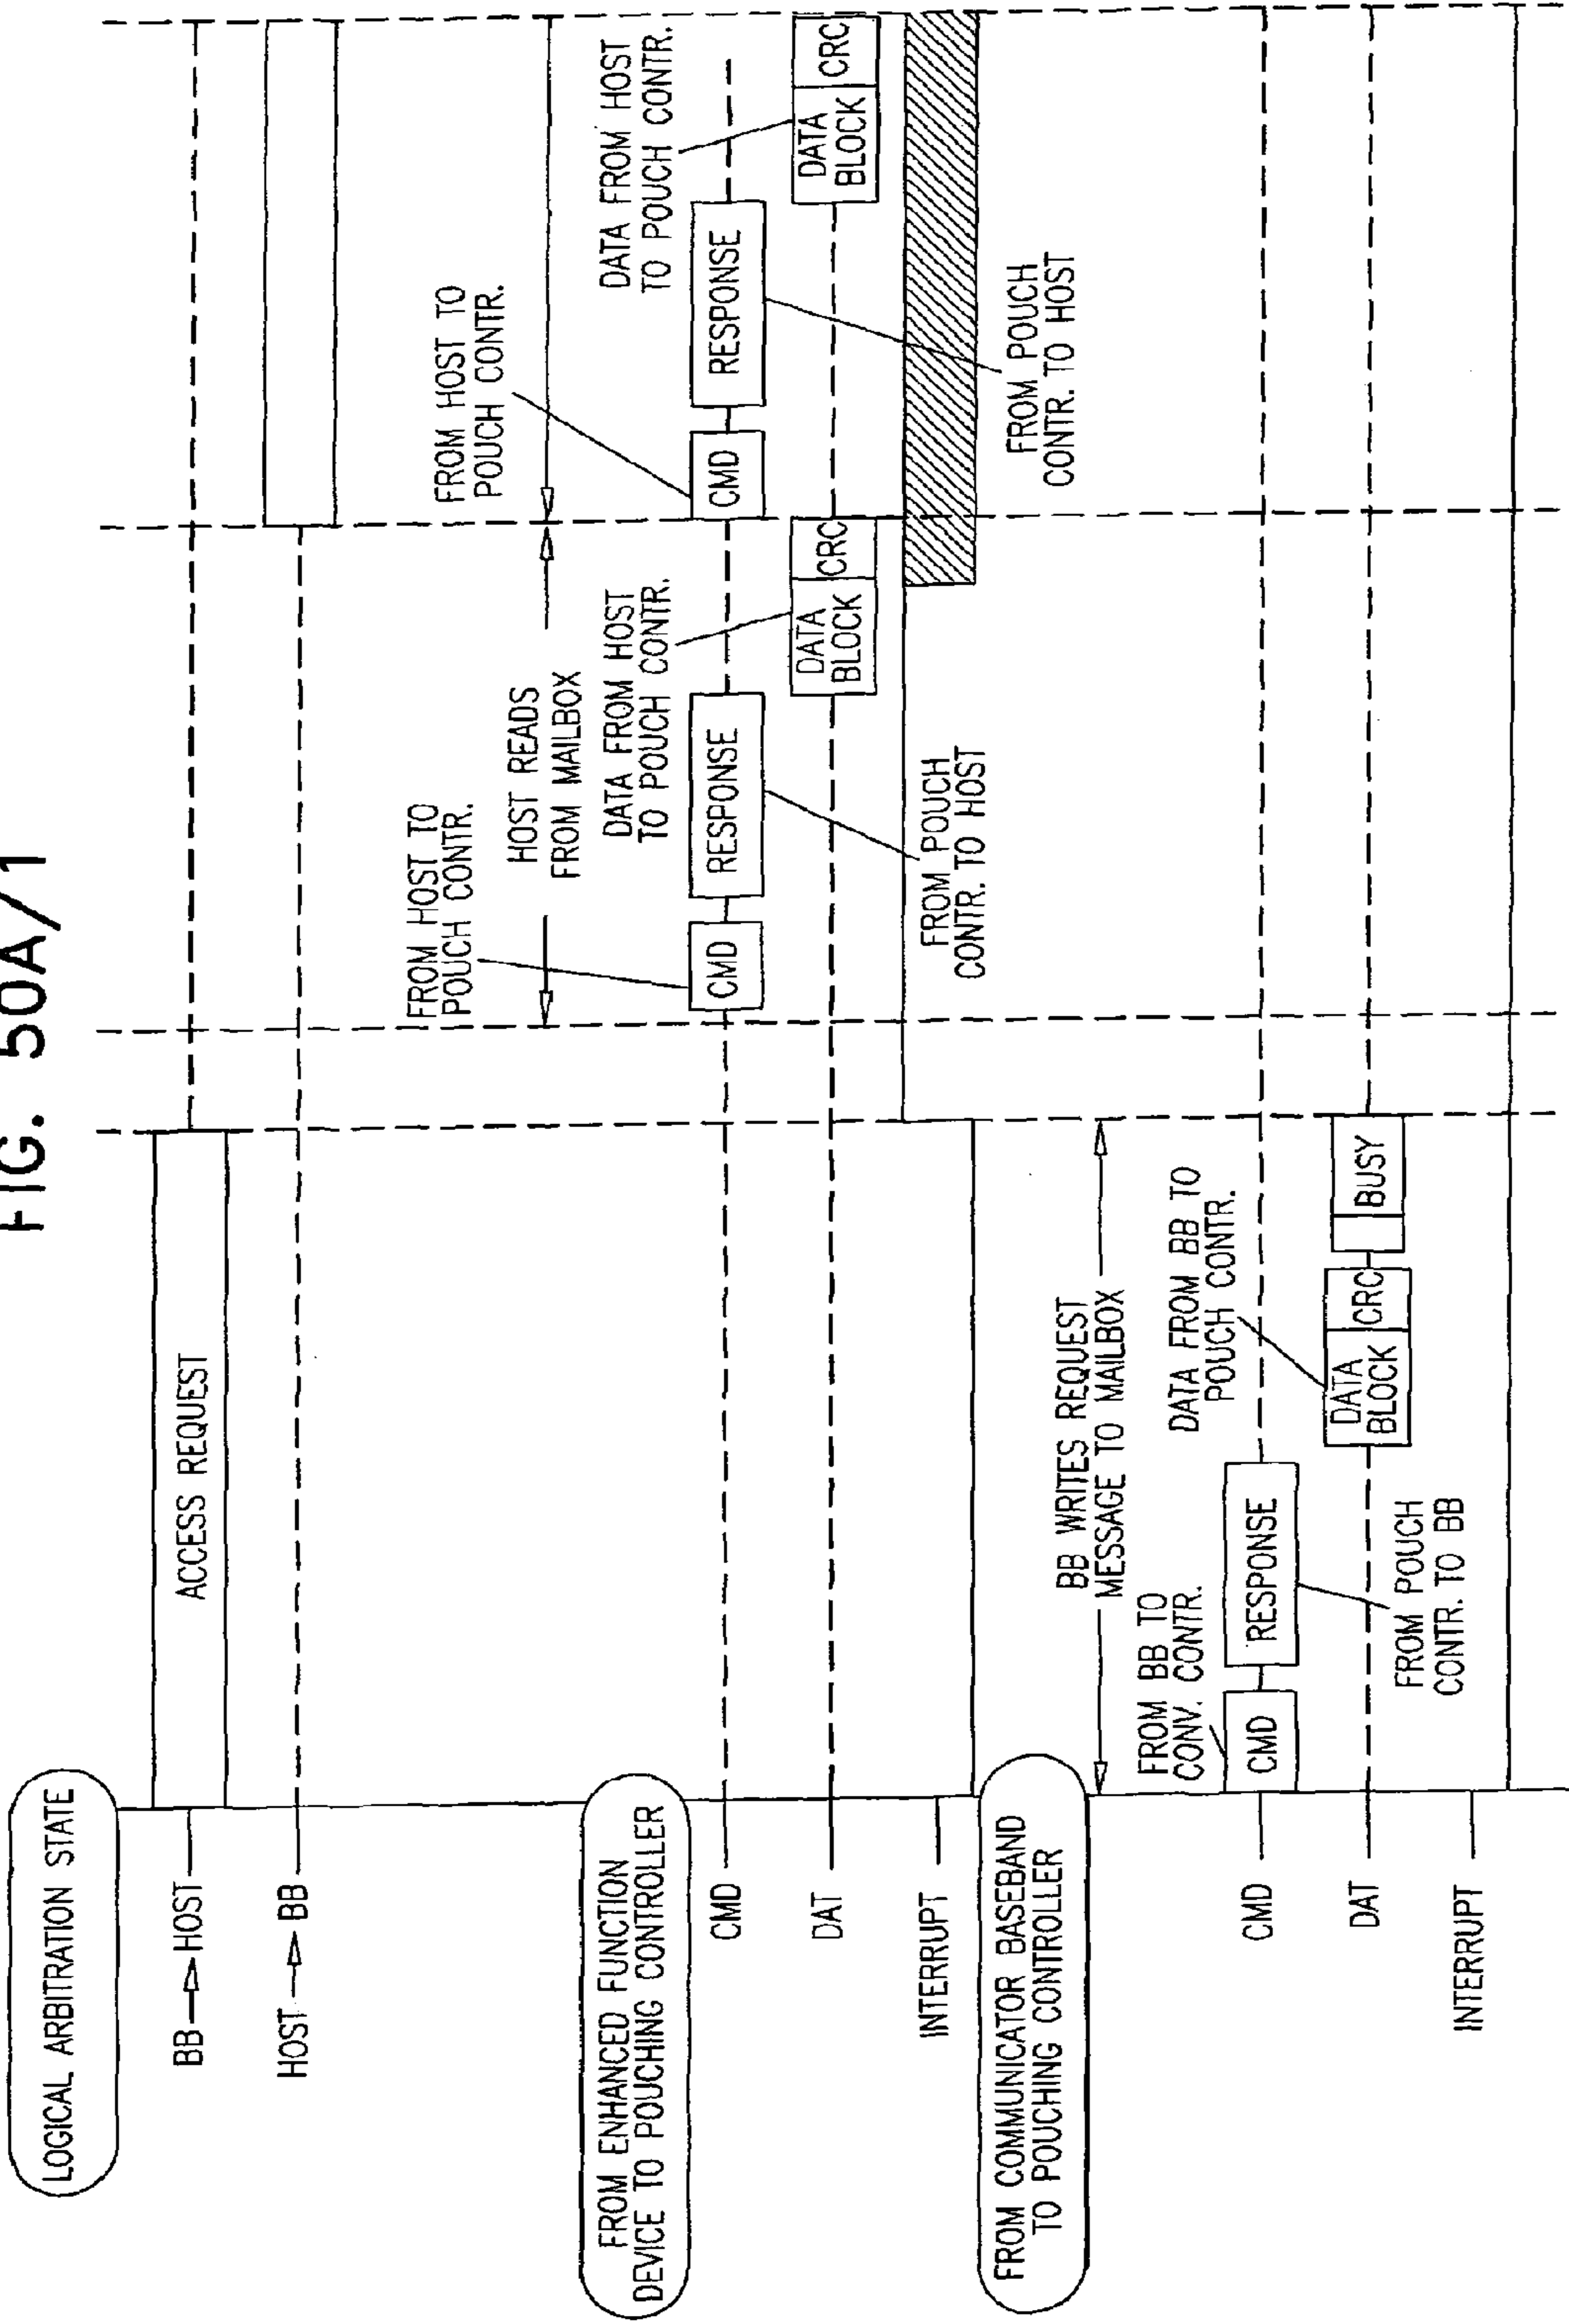 FIG. 50A/1
LOGICAL ARBITRATION STATE
BB HOST
ACCESS REQUEST
HOST BB
FROM HOST TO
POUCH CONTR.
HOST READS
FROM MAILBOX
FROM HOST TO
POUCH CONTR.
DATA FROM HOST
TO POUCH CONTR.
DATA FROM HOST
TO POUCH CONTR.
FROM ENHANCED FUNCTION
DEVICE TO POUCHING CONTROLLER
CMD
CMD
RESPONSE
CMD
RESPONSE
DAT
DATA
BLOCK
CRC
DATA
BLOCK
CRC
INTERRUPT
FROM POUCH
CONTR. TO HOST
FROM POUCH
CONTR. TO HOST
FROM COMMUNICATOR BASEBAND
TO POUCHING CONTROLLER
BB WRITES REQUEST
MESSAGE TO MAILBOX
FROM BB TO
CONV. CONTR.
DATA FROM BB TO
POUCH CONTR.
CMD
CMD
RESPONSE
DAT
DATA
BLOCK
CRC
BUSY
FROM POUCH
CONTR. TO BB
INTERRUPT